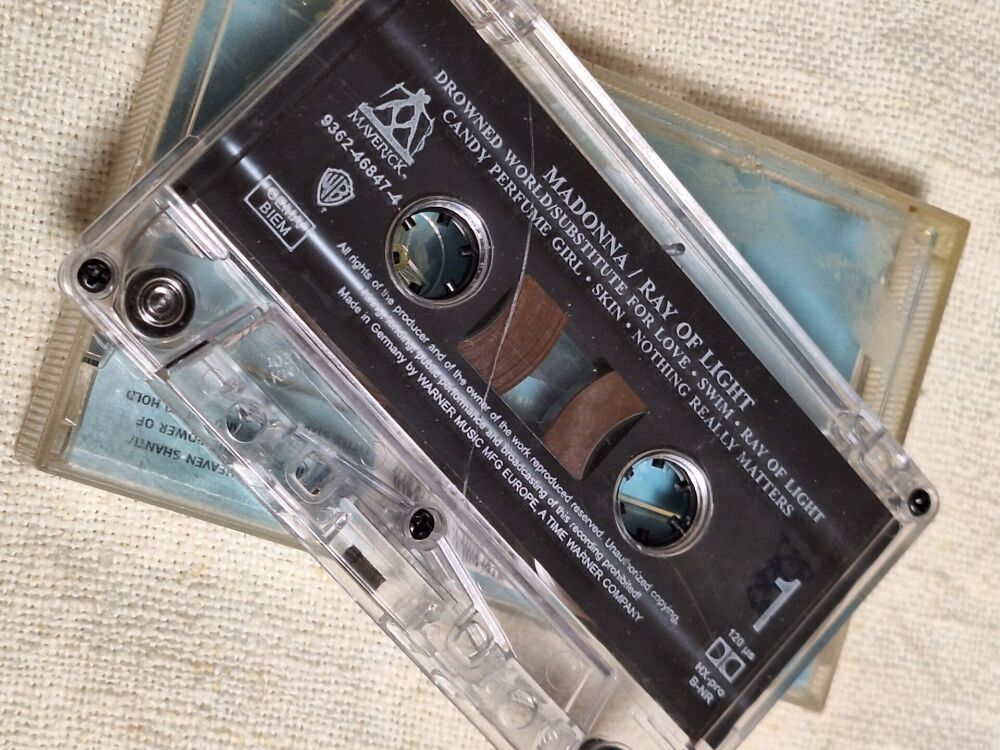 MADONNA / RAY OF LIGHT
DROWNED WORLD/SUBSTITUTE FOR LOVE • SWIM • RAY OF LIGHT
CANDY PERFUME GIRL • SKIN • NOTHING REALLY MATTERS
MAVERICK
9362-46847-4
WB
GEMA
BIEM
All rights of the producer and of the owner of the work reproduced reserved. Unauthorized copying,
public performance and broadcasting of this recording prohibited!
Made in Germany by WARNER MUSIC MFG EUROPE, A TIME WARNER COMPANY
1
120 µs
HX-pro
B-NR
HOLD
POWER OF
HEAVEN SHANTI